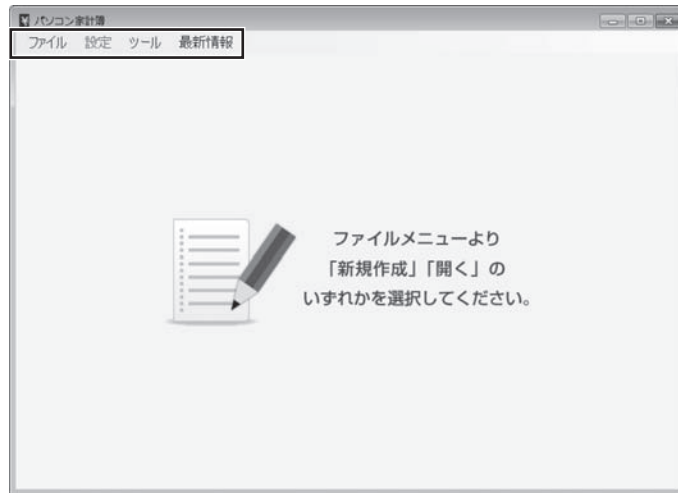 パソコン家計簿
ファイル 設定 ツール 最新情報
ファイルメニューより
「新規作成」「開く」の
いずれかを選択してください。